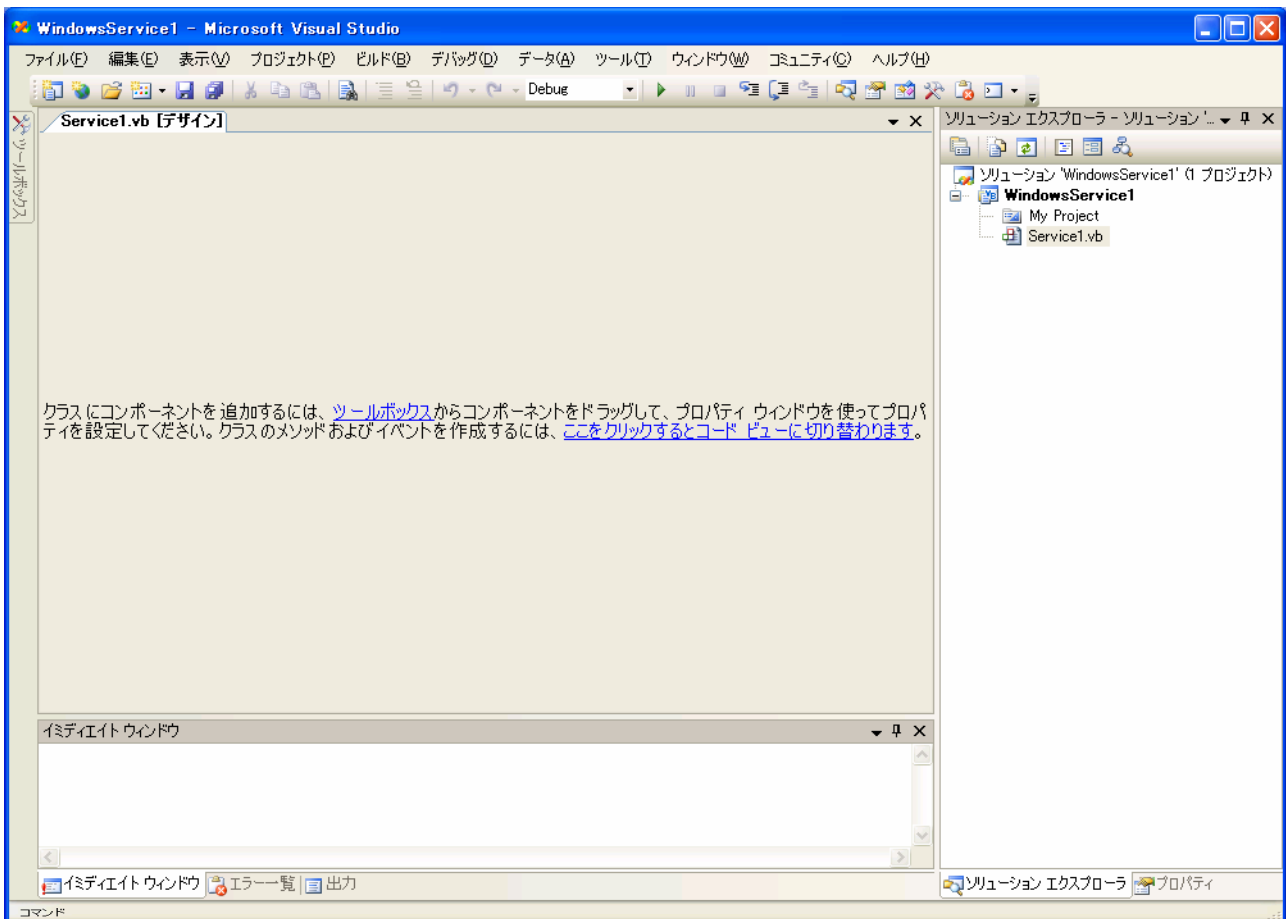 WindowsService1 - Microsoft Visual Studio
ファイル(F) 編集(E) 表示(V) プロジェクト(P) ビルド(B) デバッグ(D) データ(A) ツール(T) ウィンドウ(W) コミュニティ(C) ヘルプ(H)
Debug
ツールボックス
Service1.vb [デザイン]
クラスにコンポーネントを追加するには、ツールボックスからコンポーネントをドラッグして、プロパティ ウィンドウを使ってプロパ
ティを設定してください。クラスのメソッドおよびイベントを作成するには、ここをクリックするとコード ビューに切り替わります。
イミディエイト ウィンドウ
イミディエイト ウィンドウ エラー一覧 出力
ソリューション エクスプローラ - ソリューション '...
ソリューション 'WindowsService1' (1 プロジェクト)
WindowsService1
My Project
Service1.vb
ソリューション エクスプローラ プロパティ
コマンド